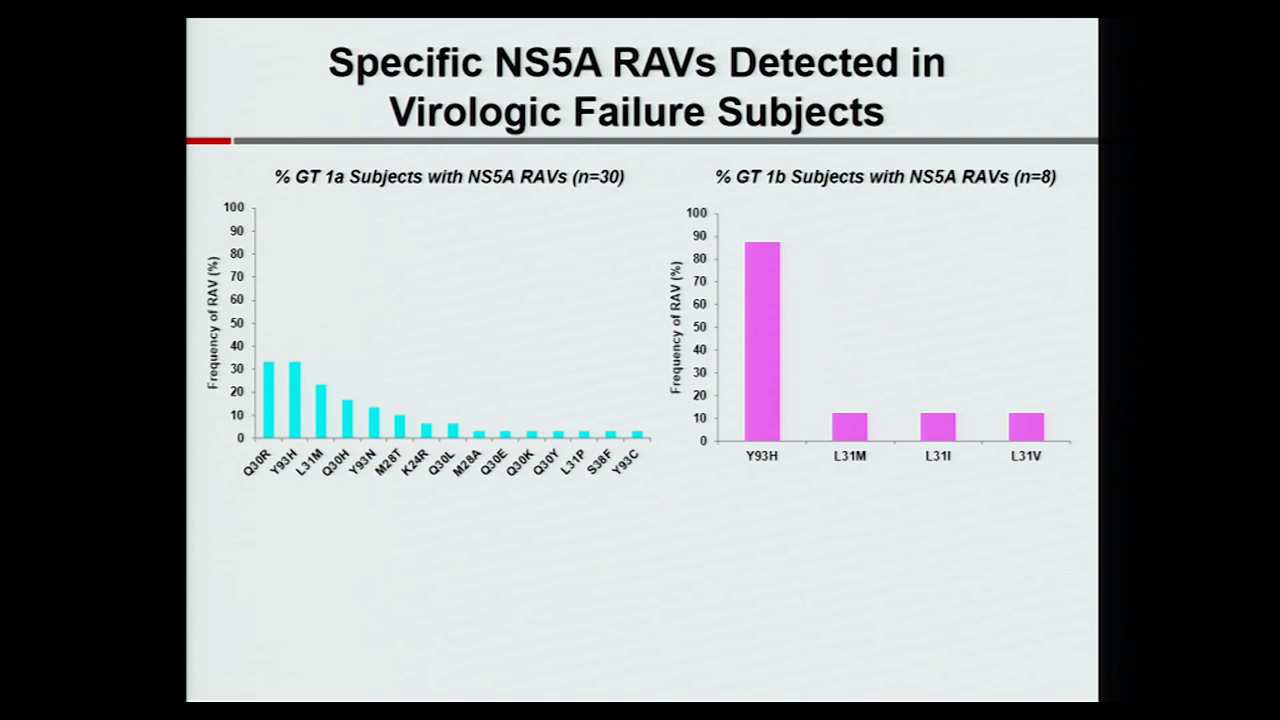 Specific NS5A RAVs Detected in
Virologic Failure Subjects
% GT 1a Subjects with NS5A RAVs (n=30)
Frequency of RAV (%)
100
90
80
70
60
50
40
30
20
10
0
Q30R Y93H L31M Q30H Y93N M28T K24R Q30L M28A Q30E Q30K Q30Y L31P S38F Y93C
% GT 1b Subjects with NS5A RAVs (n=8)
Frequency of RAV (%)
100
90
80
70
60
50
40
30
20
10
0
Y93H L31M L31I L31V